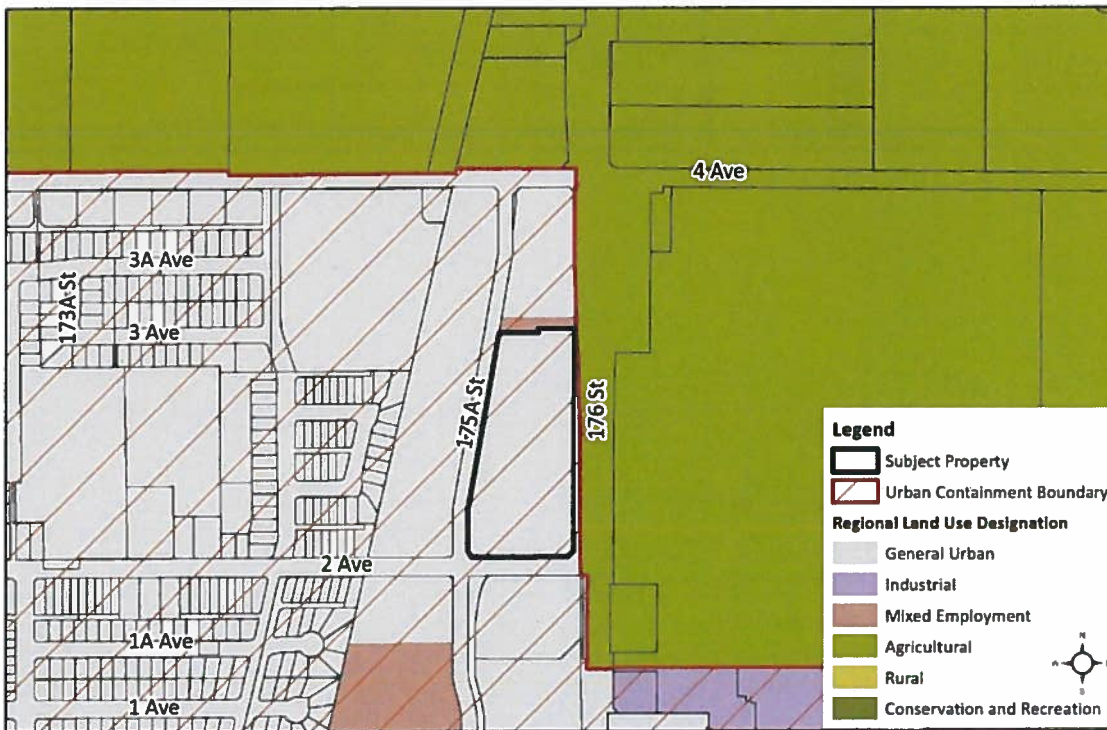 4 Ave
3A Ave
173A St
3 Ave
175A St
176 St
2 Ave
1A Ave
1 Ave
Legend
Subject Property
Urban Containment Boundary
Regional Land Use Designation
General Urban
Industrial
Mixed Employment
Agricultural
Rural
Conservation and Recreation
N
S